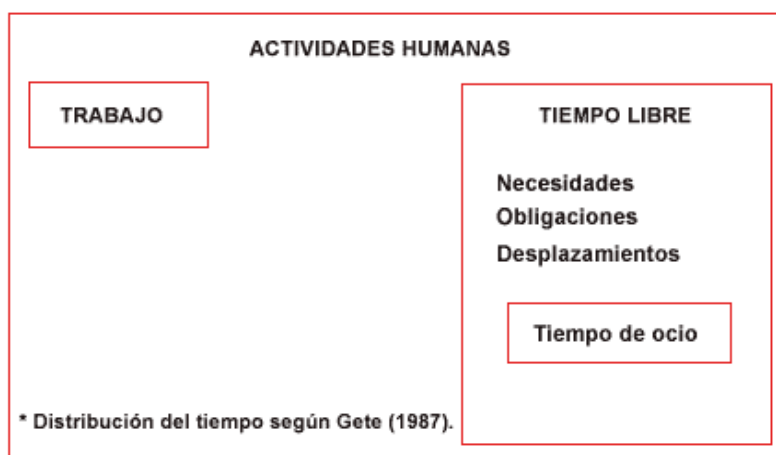 ACTIVIDADES HUMANAS
TRABAJO
TIEMPO LIBRE
Necesidades
Obligaciones
Desplazamientos
Tiempo de ocio
* Distribución del tiempo según Gete (1987).